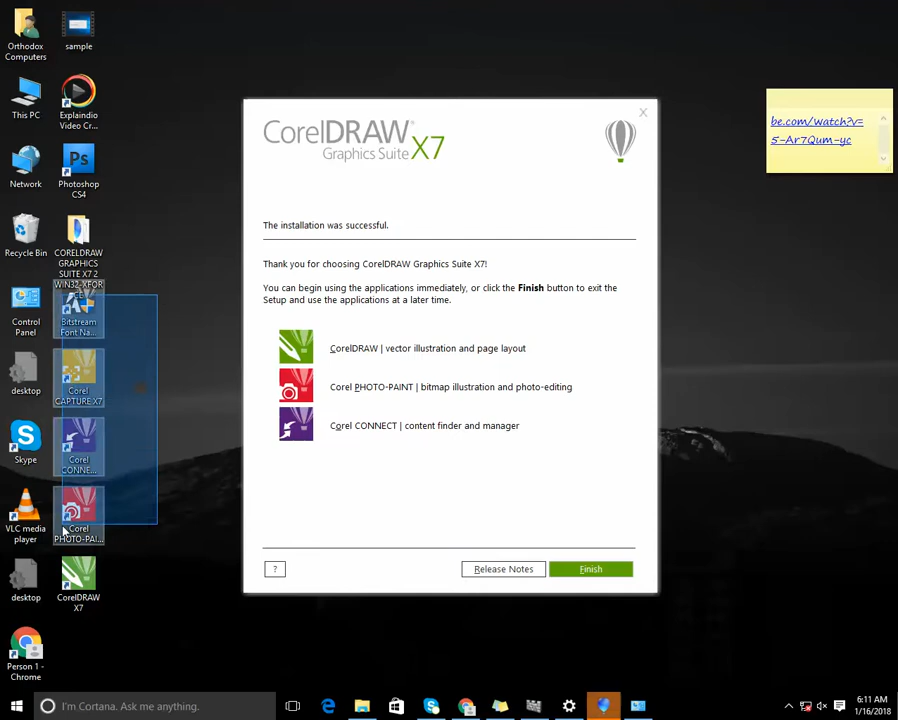 Orthodox
Computers
sample
This PC
Explaindio
Video Cr...
Network
Ps
Photoshop
CS4
Recycle Bin
CORELDRAW
GRAPHICS
SUITE X7 2
WIN32-XFORCE
Control
Panel
Bitstream
Font Na...
desktop
Corel
CAPTURE X7
Skype
Corel
CONNE...
VLC media
player
Corel
PHOTO-PAI...
desktop
CorelDRAW
X7
Person 1 -
Chrome
CorelDRAW®
Graphics Suite X7
The installation was successful.
Thank you for choosing CorelDRAW Graphics Suite X7!
You can begin using the applications immediately, or click the Finish button to exit the
Setup and use the applications at a later time.
CorelDRAW | vector illustration and page layout
Corel PHOTO-PAINT | bitmap illustration and photo-editing
Corel CONNECT | content finder and manager
?
Release Notes
Finish
be.com/watch?v=
5-Ar7Qum-yc
I'm Cortana. Ask me anything.
6:11 AM
1/16/2018